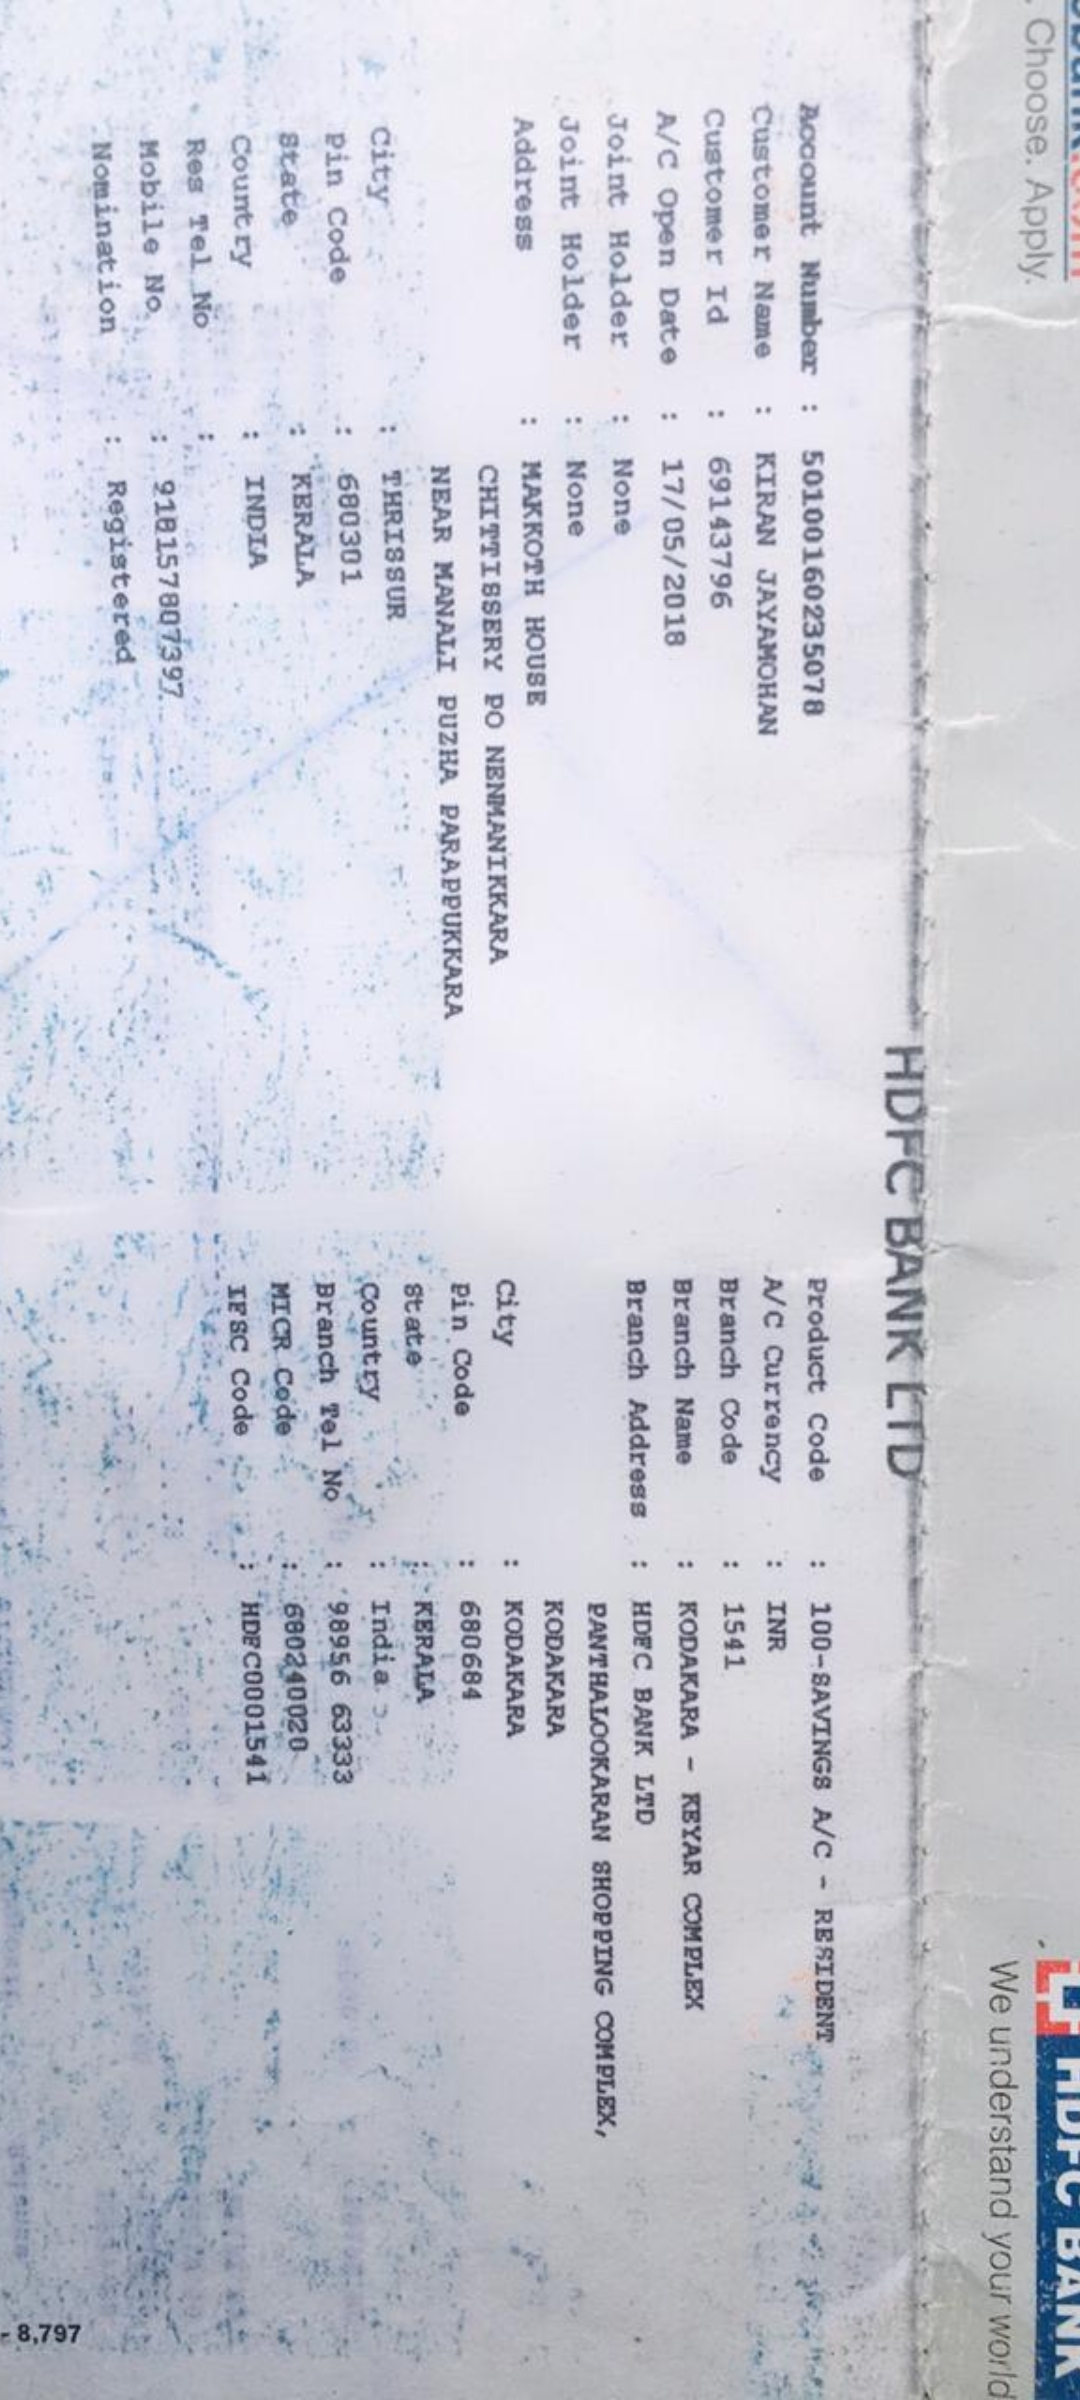 . Choose. Apply.
HDFC BANK
We understand your world
HDFC BANK LTD
Account Number : 50100160235078
Customer Name : KIRAN JAYAMOHAN
Customer Id : 69143796
A/C Open Date : 17/05/2018
Joint Holder : None
Joint Holder : None
Address : MAKKOTH HOUSE
CHITTISSERY PO NENMANIKKARA
NEAR MANALI PUZHA PARAPPUKKARA
City : THRISSUR
Pin Code : 680301
State : KERALA
Country : INDIA
Res Tel No :
Mobile No : 918157807397
Nomination : Registered
Product Code : 100-SAVINGS A/C - RESIDENT
A/C Currency : INR
Branch Code : 1541
Branch Name : KODAKARA - KEYAR COMPLEX
Branch Address : HDFC BANK LTD
PANTHALOOKARAN SHOPPING COMPLEX,
KODAKARA
City : KODAKARA
Pin Code : 680684
State : KERALA
Country : India
Branch Tel No : 98956 63333
MICR Code : 680240020
IFSC Code : HDFC0001541
- 8,797